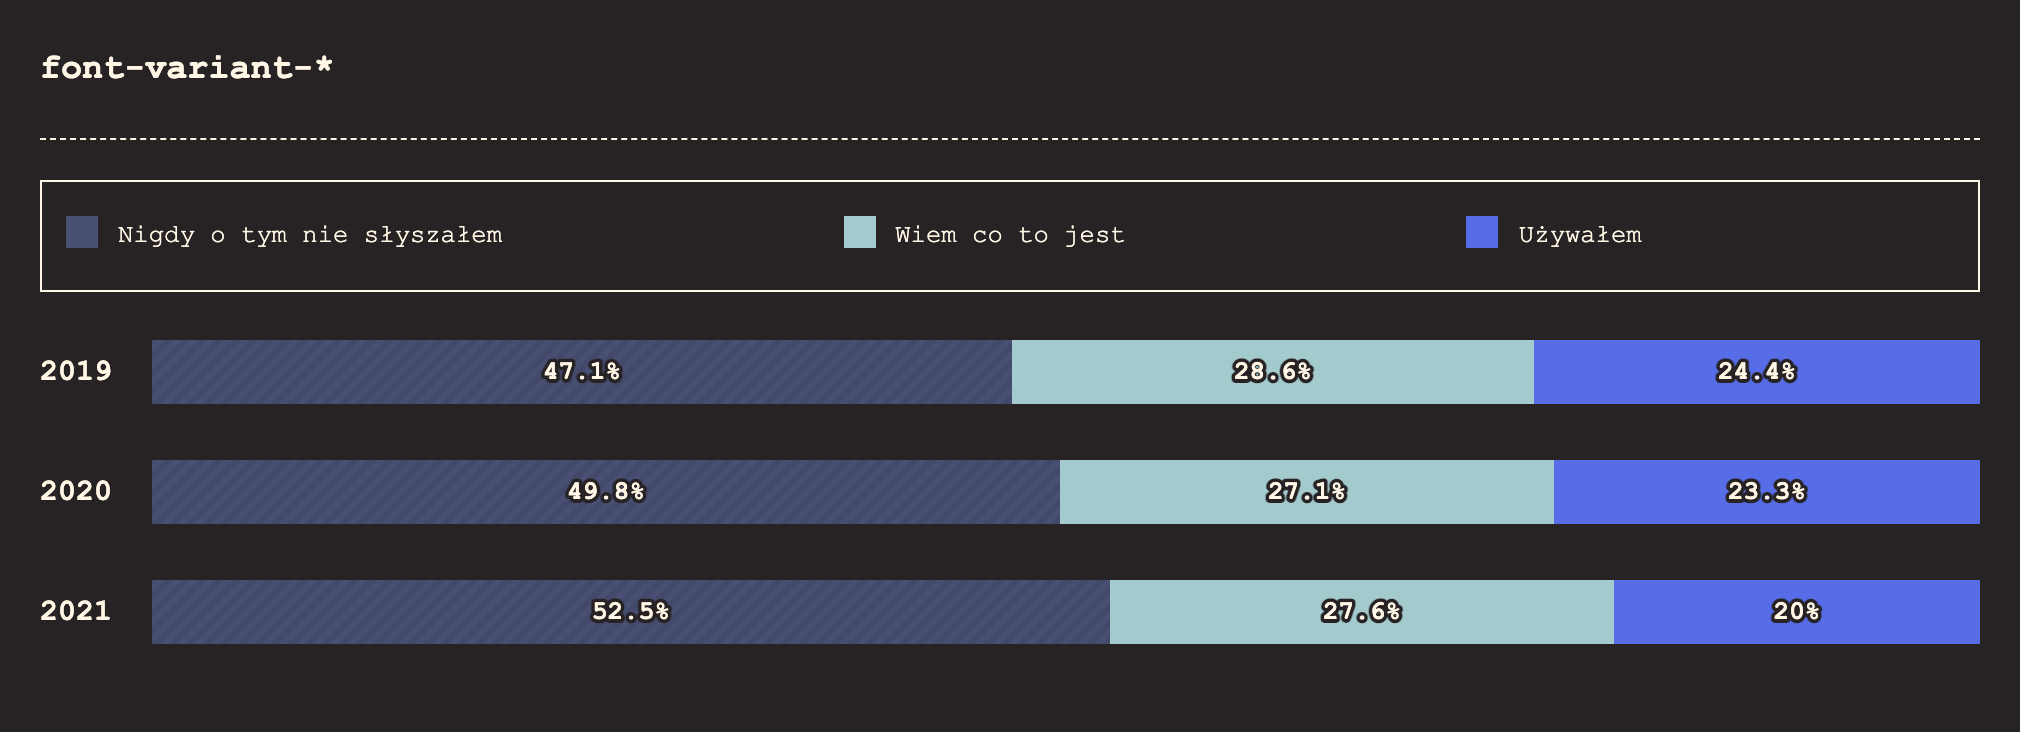 font-variant-*
Nigdy o tym nie słyszałem Wiem co to jest Używałem
2019 47.1% 28.6% 24.4%
2020 49.8% 27.1% 23.3%
2021 52.5% 27.6% 20%